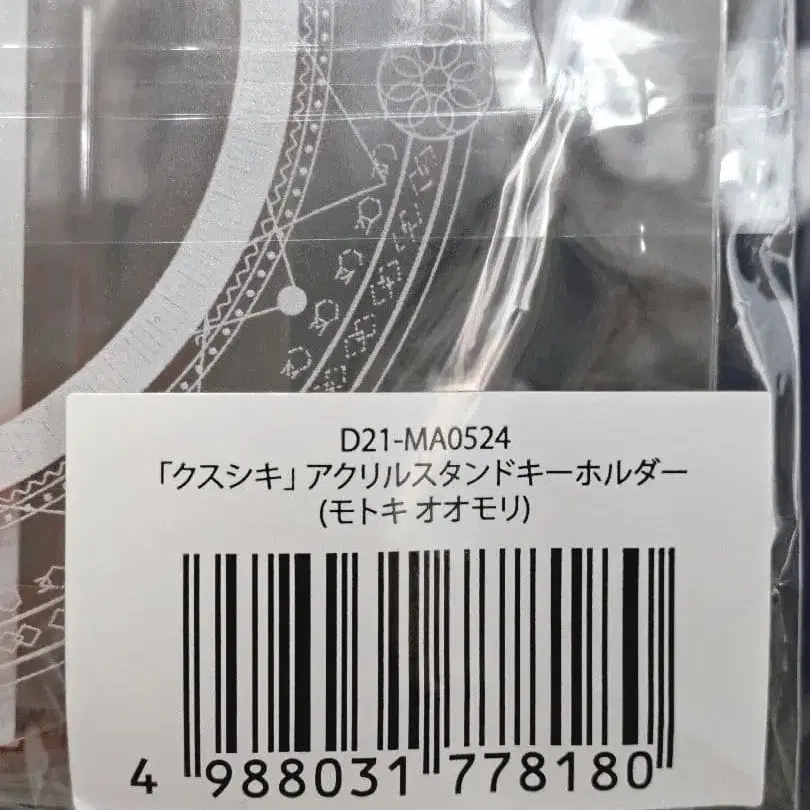 D21-MA0524
「クスシキ」アクリルスタンドキーホルダー
(モトキ オオモリ)
4 988031 778180